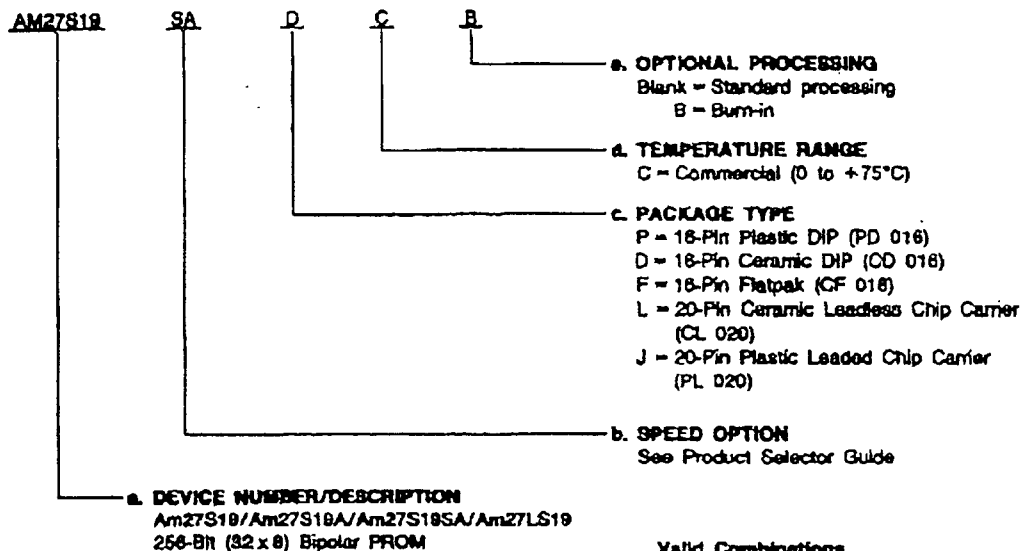 AM27S19 SA D C B
e. OPTIONAL PROCESSING
Blank = Standard processing
B = Burn-in
d. TEMPERATURE RANGE
C = Commercial (0 to +75°C)
c. PACKAGE TYPE
P = 16-Pin Plastic DIP (PD 016)
D = 16-Pin Ceramic DIP (CD 016)
F = 16-Pin Flatpak (CF 016)
L = 20-Pin Ceramic Leadless Chip Carrier
(CL 020)
J = 20-Pin Plastic Leaded Chip Carrier
(PL 020)
b. SPEED OPTION
See Product Selector Guide
a. DEVICE NUMBER/DESCRIPTION
Am27S19/Am27S19A/Am27S19SA/Am27LS19
256-Bit (32 x 8) Bipolar PROM
Valid Combinations